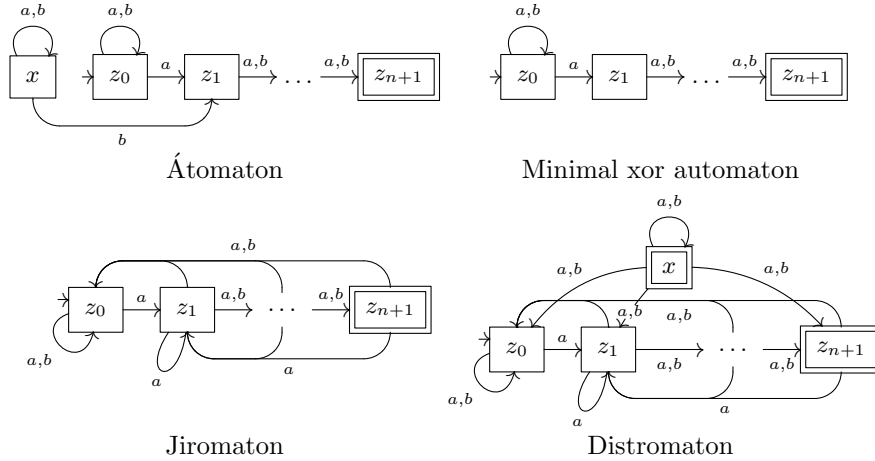 a,b a,b a,b
x z₀ a z₁ a,b … a,b zₙ₊₁
b
z₀ a z₁ a,b … a,b zₙ₊₁
Átomaton Minimal xor automaton
a,b
a,b
z₀ a z₁ a,b … a,b zₙ₊₁
a,b a a
x
a,b a,b
a,b a,b
z₀ a z₁ a,b … a,b zₙ₊₁
a,b a a
Jiromaton Distromaton